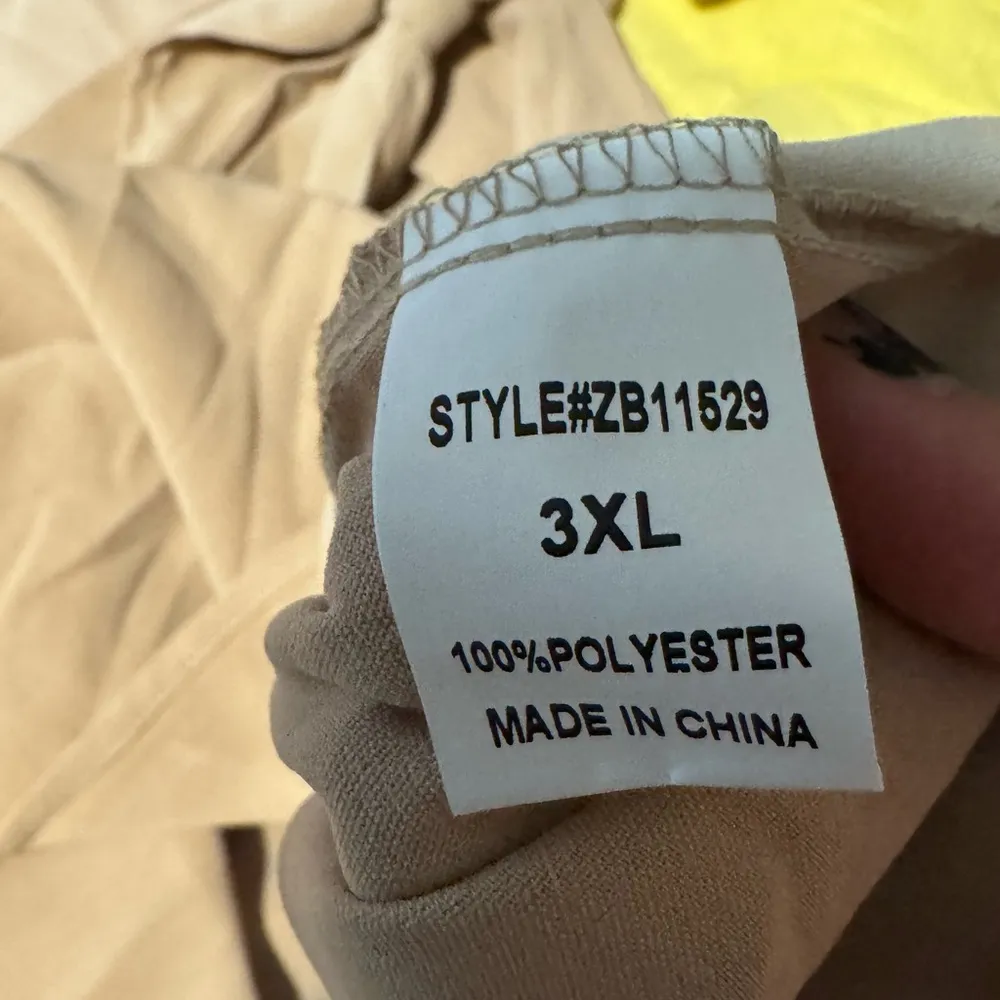 STYLE#ZB11529
3XL
100%POLYESTER
MADE IN CHINA